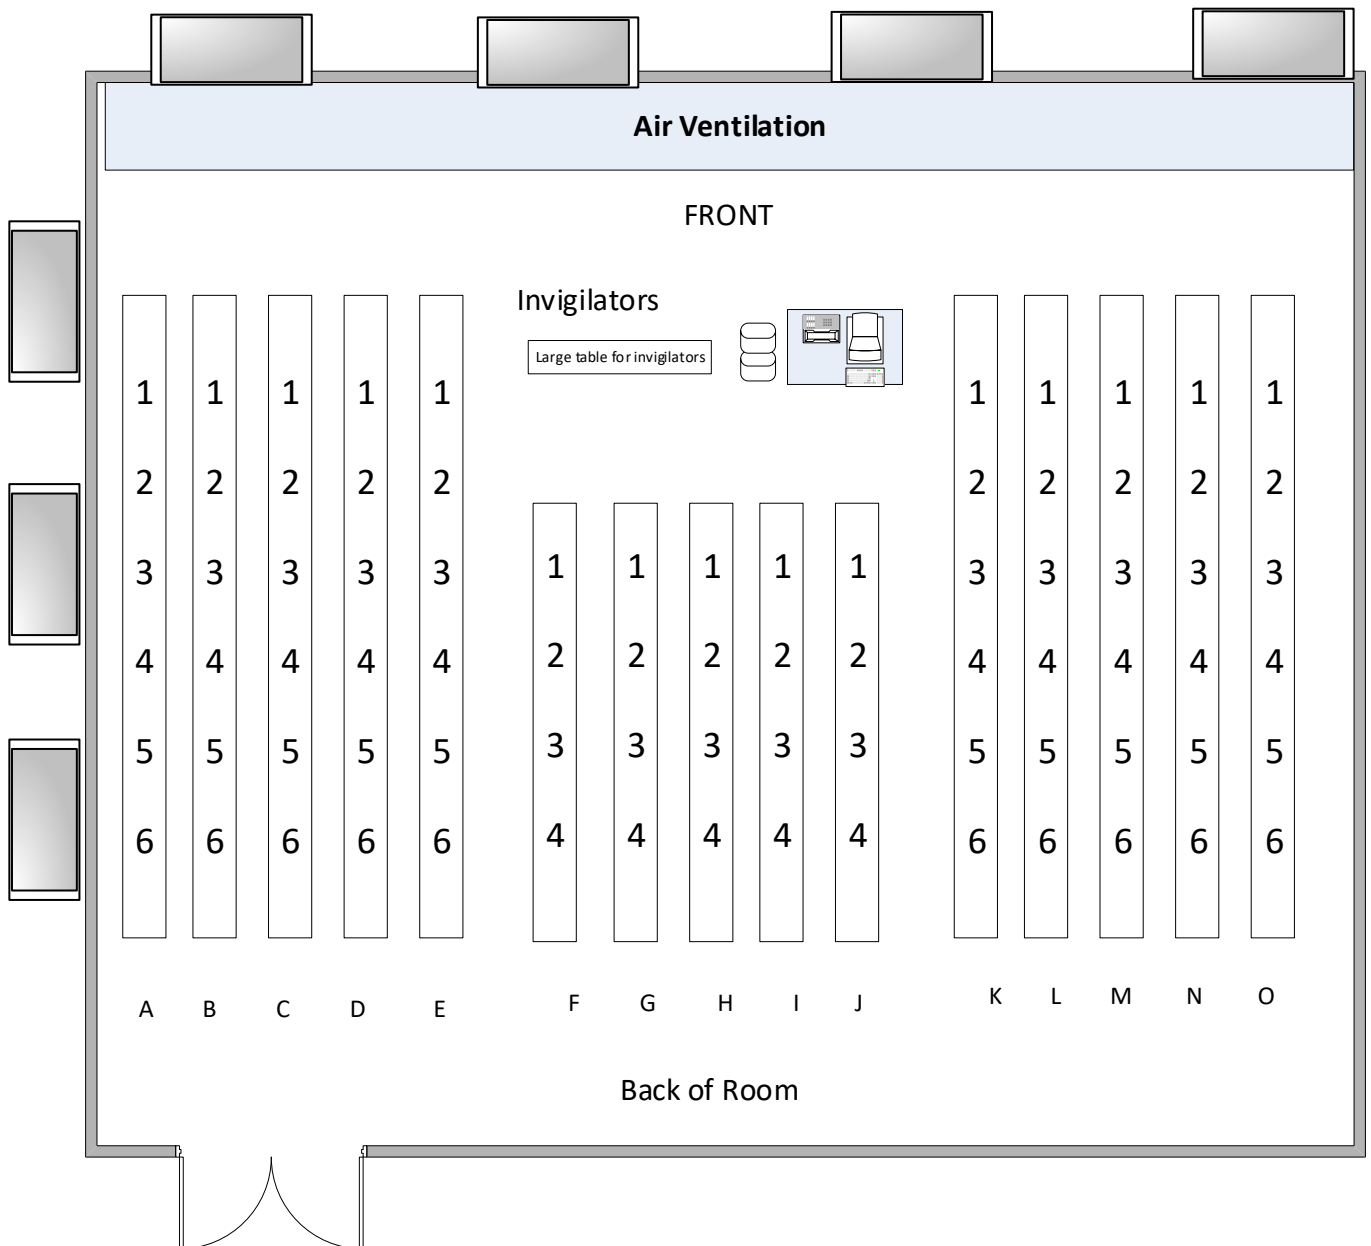 Air Ventilation
FRONT
Invigilators
Large table for invigilators
1 1 1 1 1 1 1 1 1 1
2 2 2 2 2 2 2 2 2 2
1 1 1 1 1
3 3 3 3 3 3 3 3 3 3
2 2 2 2 2
4 4 4 4 4 4 4 4 4 4
3 3 3 3 3
5 5 5 5 5 5 5 5 5 5
4 4 4 4 4
6 6 6 6 6 6 6 6 6 6
A B C D E F G H I J K L M N O
Back of Room